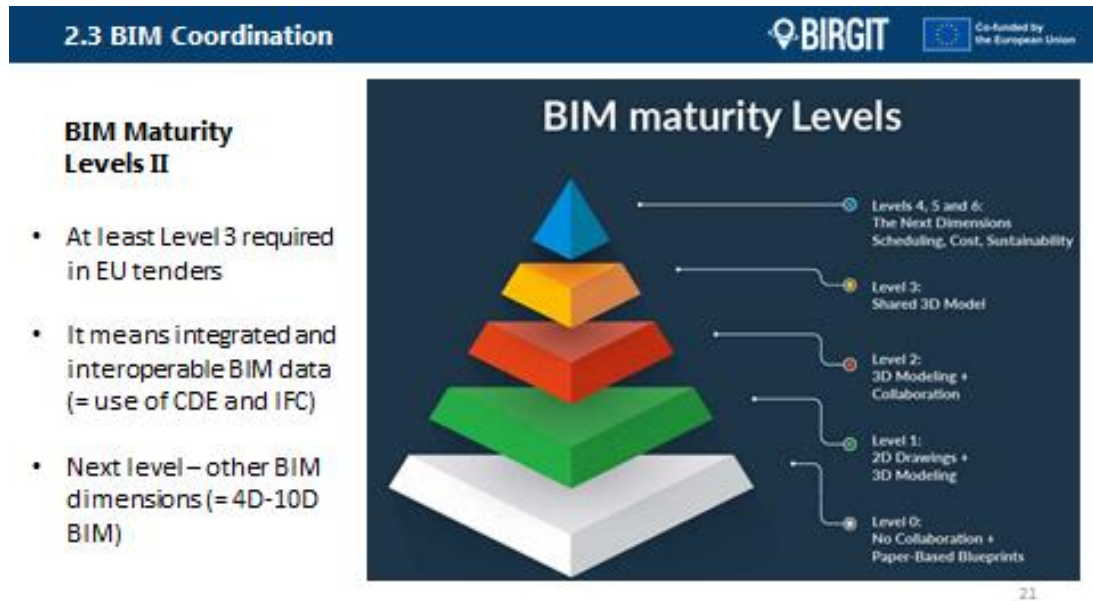 2.3 BIM Coordination
BIRGIT
Co-funded by
the European Union
BIM Maturity
Levels II
• At least Level 3 required
in EU tenders
• It means integrated and
interoperable BIM data
(= use of CDE and IFC)
• Next level – other BIM
dimensions (= 4D-10D
BIM)
BIM maturity Levels
Levels 4, 5 and 6:
The Next Dimensions
Scheduling, Cost, Sustainability
Level 3:
Shared 3D Model
Level 2:
3D Modeling +
Collaboration
Level 1:
2D Drawings +
3D Modeling
Level 0:
No Collaboration +
Paper-Based Blueprints
21